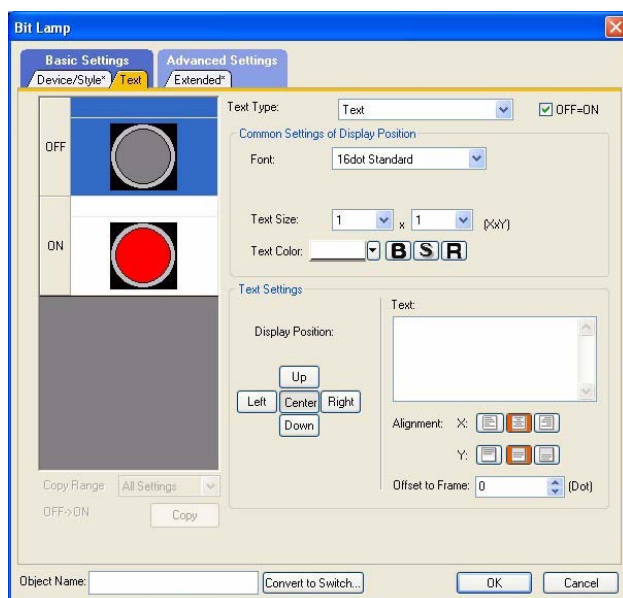 Bit Lamp
Basic Settings
Advanced Settings
Device/Style*
Text
Extended*
OFF
ON
Text Type:
Text
OFF=ON
Common Settings of Display Position
Font:
16dot Standard
Text Size:
1
x
1
(XxY)
Text Color:
B
S
R
Text Settings
Display Position:
Up
Left
Center
Right
Down
Text:
Alignment:
X:
Y:
Offset to Frame:
0
(Dot)
Copy Range:
All Settings
OFF->ON
Copy
Object Name:
Convert to Switch...
OK
Cancel